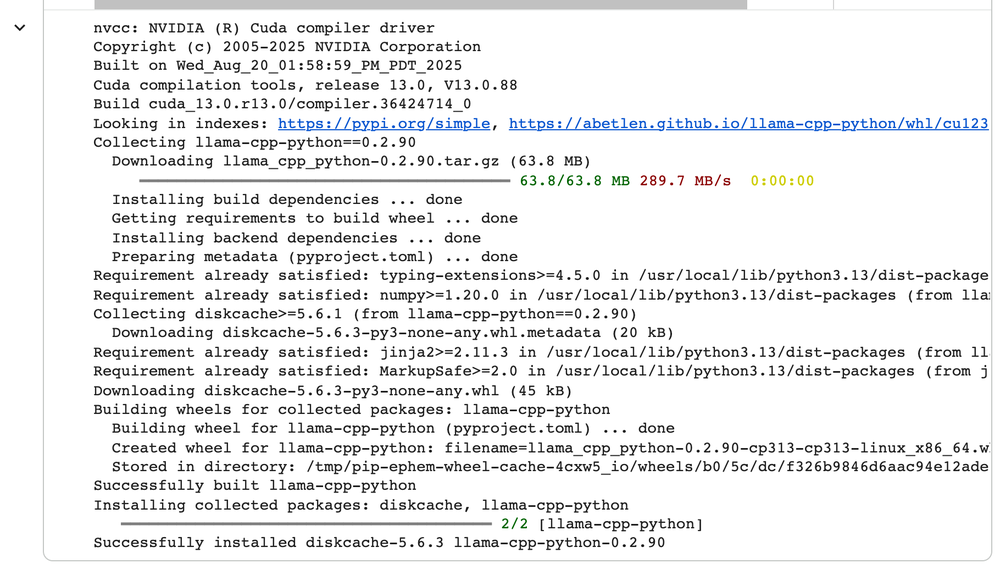 nvcc: NVIDIA (R) Cuda compiler driver
Copyright (c) 2005-2025 NVIDIA Corporation
Built on Wed_Aug_20_01:58:59_PM_PDT_2025
Cuda compilation tools, release 13.0, V13.0.88
Build cuda_13.0.r13.0/compiler.36424714_0
Looking in indexes: https://pypi.org/simple, https://abetlen.github.io/llama-cpp-python/whl/cu123
Collecting llama-cpp-python==0.2.90
Downloading llama_cpp_python-0.2.90.tar.gz (63.8 MB)
63.8/63.8 MB 289.7 MB/s 0:00:00
Installing build dependencies ... done
Getting requirements to build wheel ... done
Installing backend dependencies ... done
Preparing metadata (pyproject.toml) ... done
Requirement already satisfied: typing-extensions>=4.5.0 in /usr/local/lib/python3.13/dist-package
Requirement already satisfied: numpy>=1.20.0 in /usr/local/lib/python3.13/dist-packages (from lla
Collecting diskcache>=5.6.1 (from llama-cpp-python==0.2.90)
Downloading diskcache-5.6.3-py3-none-any.whl.metadata (20 kB)
Requirement already satisfied: jinja2>=2.11.3 in /usr/local/lib/python3.13/dist-packages (from ll
Requirement already satisfied: MarkupSafe>=2.0 in /usr/local/lib/python3.13/dist-packages (from j
Downloading diskcache-5.6.3-py3-none-any.whl (45 kB)
Building wheels for collected packages: llama-cpp-python
Building wheel for llama-cpp-python (pyproject.toml) ... done
Created wheel for llama-cpp-python: filename=llama_cpp_python-0.2.90-cp313-cp313-linux_x86_64.w
Stored in directory: /tmp/pip-ephem-wheel-cache-4cxw5_io/wheels/b0/5c/dc/f326b9846d6aac94e12ade
Successfully built llama-cpp-python
Installing collected packages: diskcache, llama-cpp-python
2/2 [llama-cpp-python]
Successfully installed diskcache-5.6.3 llama-cpp-python-0.2.90